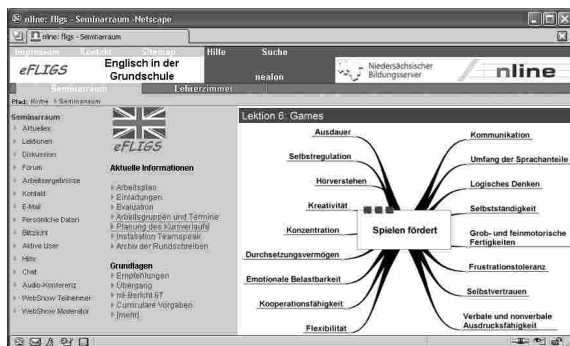 nline: fligs - Seminarraum -Netscape
nline: fligs - Seminarraum
Impressum Kontakt Sitemap Hilfe Suche
eFLIGS
Englisch in der
Grundschule
nealon
Niedersächsischer
Bildungsserver
nline
Seminarraum Lehrerzimmer
Pfad: Home Seminarraum
Seminarraum
Aktuelles
Lektionen
Diskussion
Forum
Arbeitsergebnisse
Kontakt
E-Mail
Persönliche Daten
Blitzlicht
Aktive User
Hilfe
Chat
Audio-Konferenz
WebShow Teilnehmer
WebShow Moderator
eFLIGS
Aktuelle Informationen
Arbeitsplan
Einladungen
Evaluation
Arbeitsgruppen und Termine
Planung des Kursverlaufs
Installation Teamspeak
Archiv der Rundschreiben
Grundlagen
Empfehlungen
Übergang
nli-Bericht 67
Curriculare Vorgaben
[mehr]
Lektion 6: Games
Ausdauer
Selbstregulation
Hörverstehen
Kreativität
Konzentration
Durchsetzungsvermögen
Emotionale Belastbarkeit
Kooperationsfähigkeit
Flexibilität
Spielen fördert
Kommunikation
Umfang der Sprachanteile
Logisches Denken
Selbstständigkeit
Grob- und feinmotorische
Fertigkeiten
Frustrationstoleranz
Selbstvertrauen
Verbale und nonverbale
Ausdrucksfähigkeit